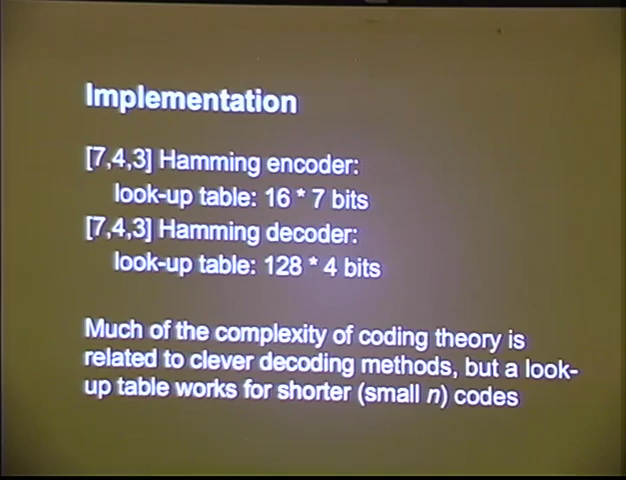 Implementation
[7,4,3] Hamming encoder:
look-up table: 16 * 7 bits
[7,4,3] Hamming decoder:
look-up table: 128 * 4 bits
Much of the complexity of coding theory is
related to clever decoding methods, but a look-
up table works for shorter (small n) codes